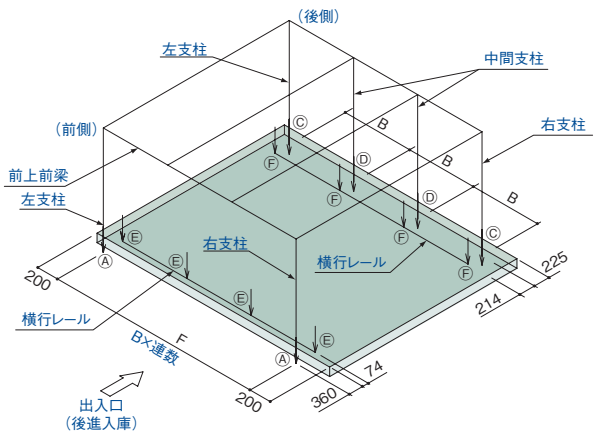 (後側)
左支柱
中間支柱
(前側)
Ⓒ
B
右支柱
前上前梁
Ⓕ
Ⓓ
B
左支柱
Ⓕ
Ⓓ
B
Ⓔ
右支柱
Ⓕ
Ⓒ
Ⓐ
Ⓔ
横行レール
Ⓕ
225
200
214
横行レール
Ⓔ
F
B×連数
Ⓔ
Ⓐ
74
出入口
(後進入庫)
200
360